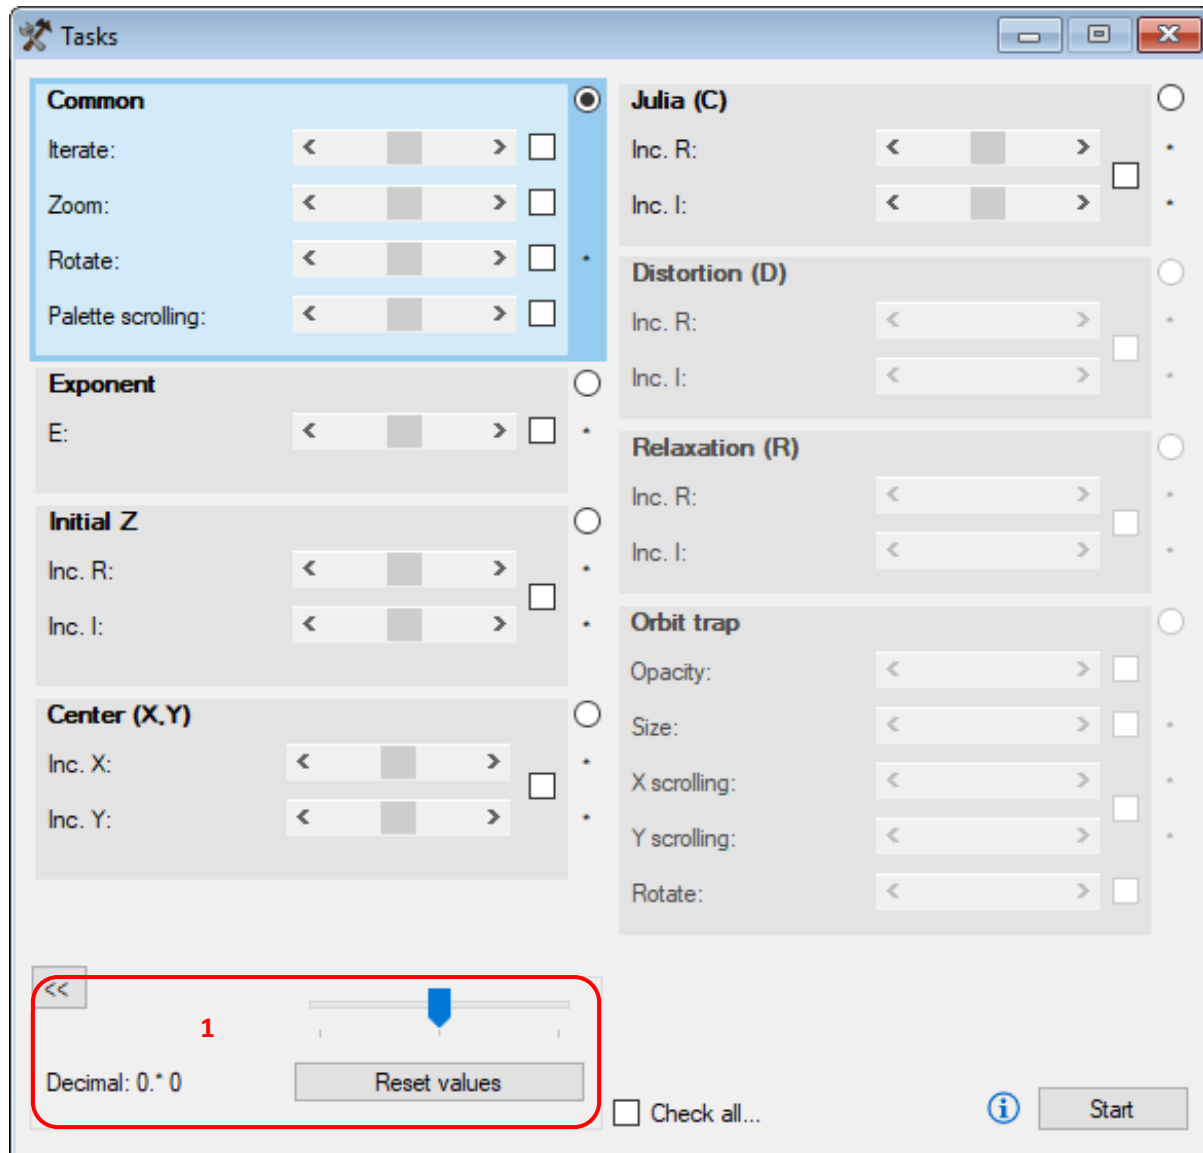 Tasks
Common
Iterate:
Zoom:
Rotate: *
Palette scrolling:
Exponent
E: *
Initial Z
Inc. R: *
Inc. I: *
Center (X,Y)
Inc. X: *
Inc. Y: *
Julia (C)
Inc. R: *
Inc. I: *
Distortion (D)
Inc. R: *
Inc. I: *
Relaxation (R)
Inc. R: *
Inc. I: *
Orbit trap
Opacity:
Size: *
X scrolling: *
Y scrolling: *
Rotate:
<<
1
Decimal: 0.* 0
Reset values
Check all...
Start